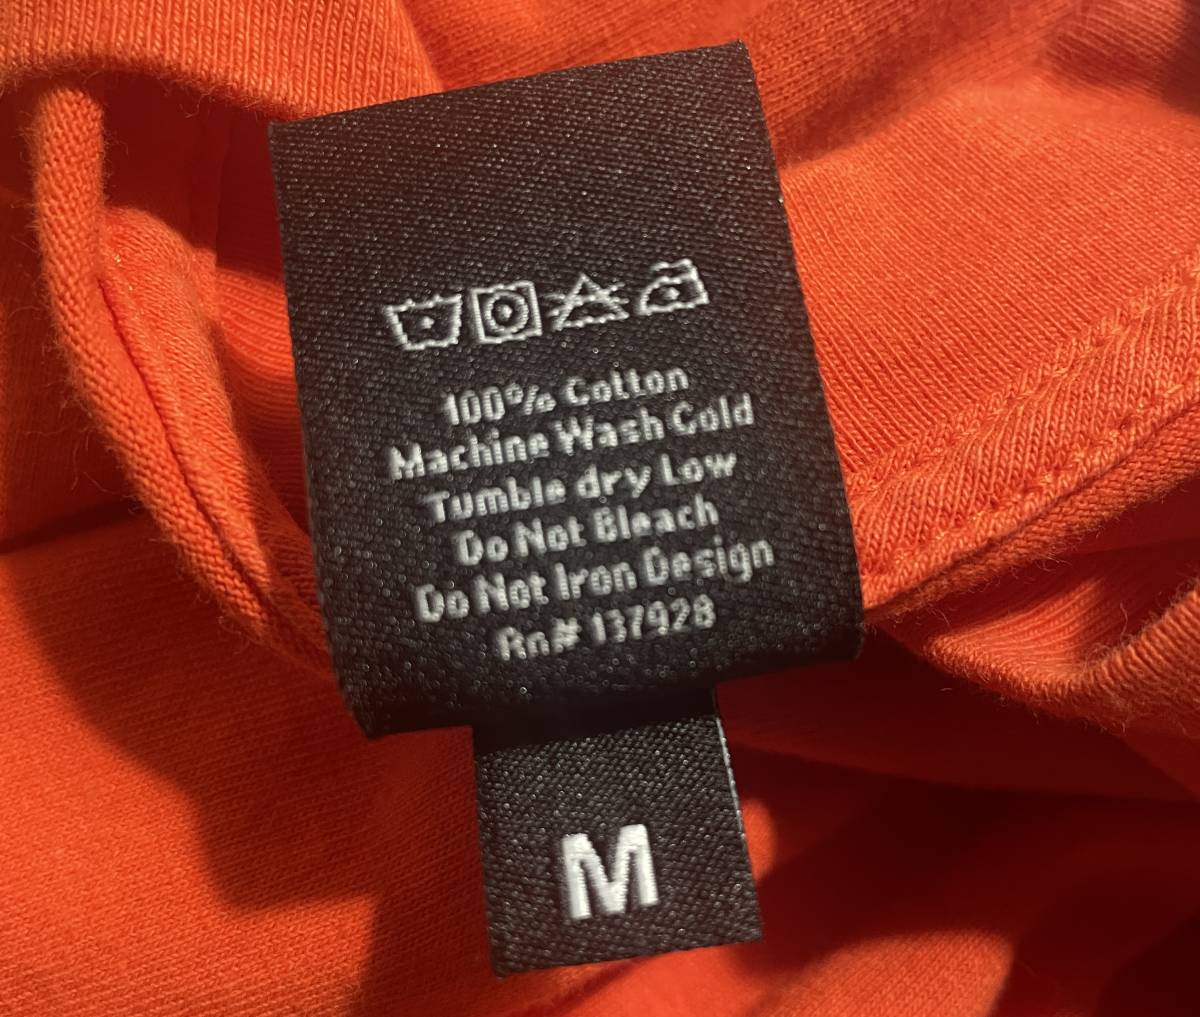 100% Cotton
Machine Wash Cold
Tumble dry Low
Do Not Bleach
Do Not Iron Design
Rn# 137928
M